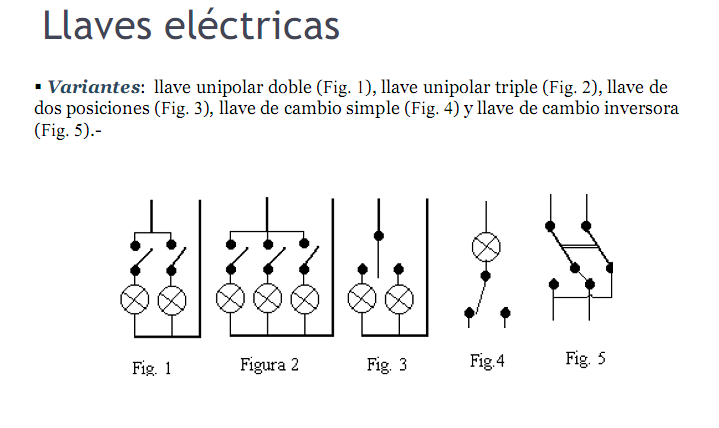 Llaves eléctricas
▪ Variantes: llave unipolar doble (Fig. 1), llave unipolar triple (Fig. 2), llave de
dos posiciones (Fig. 3), llave de cambio simple (Fig. 4) y llave de cambio inversora
(Fig. 5).-
Fig. 1
Figura 2
Fig. 3
Fig.4
Fig. 5